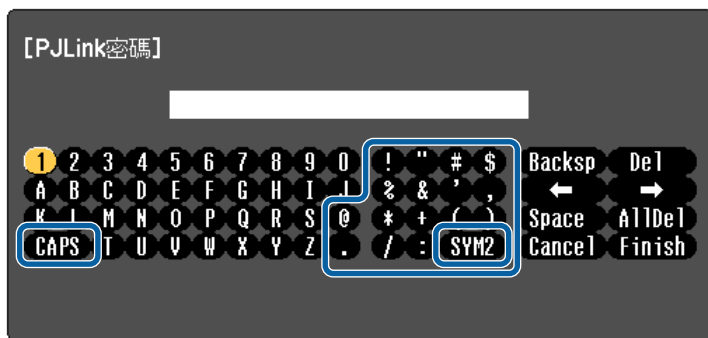 [PJLink密碼]
1 2 3 4 5 6 7 8 9 0 ! " # $ Backsp Del
A B C D E F G H I J % & ' , ← →
K L M N O P Q R S @ * + ( ) Space AllDel
CAPS T U V W X Y Z . / : SYM2 Cancel Finish